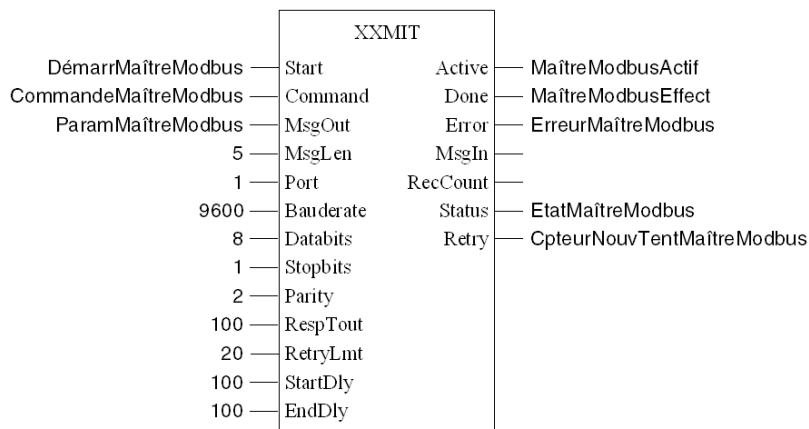 XXMIT
DémarrMaîtreModbus Start Active MaîtreModbusActif
CommandeMaîtreModbus Command Done MaîtreModbusEffect
ParamMaîtreModbus MsgOut Error ErreurMaîtreModbus
5 MsgLen MsgIn
1 Port RecCount
9600 Bauderate Status EtatMaîtreModbus
8 Databits Retry CpteurNouvTentMaîtreModbus
1 Stopbits
2 Parity
100 RespTout
20 RetryLmt
100 StartDly
100 EndDly